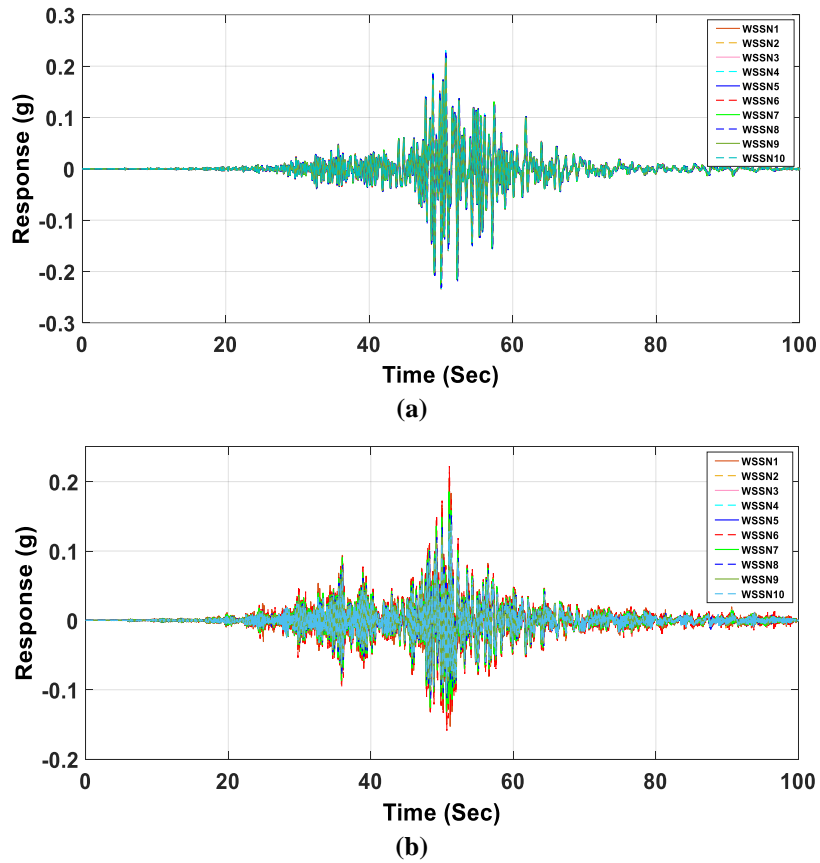 0.3
0.2
0.1
0
-0.1
-0.2
-0.3
Response (g)
WSSN1
WSSN2
WSSN3
WSSN4
WSSN5
WSSN6
WSSN7
WSSN8
WSSN9
WSSN10
0 20 40 60 80 100
Time (Sec)
(a)
0.2
0.1
0
-0.1
-0.2
Response (g)
WSSN1
WSSN2
WSSN3
WSSN4
WSSN5
WSSN6
WSSN7
WSSN8
WSSN9
WSSN10
0 20 40 60 80 100
Time (Sec)
(b)